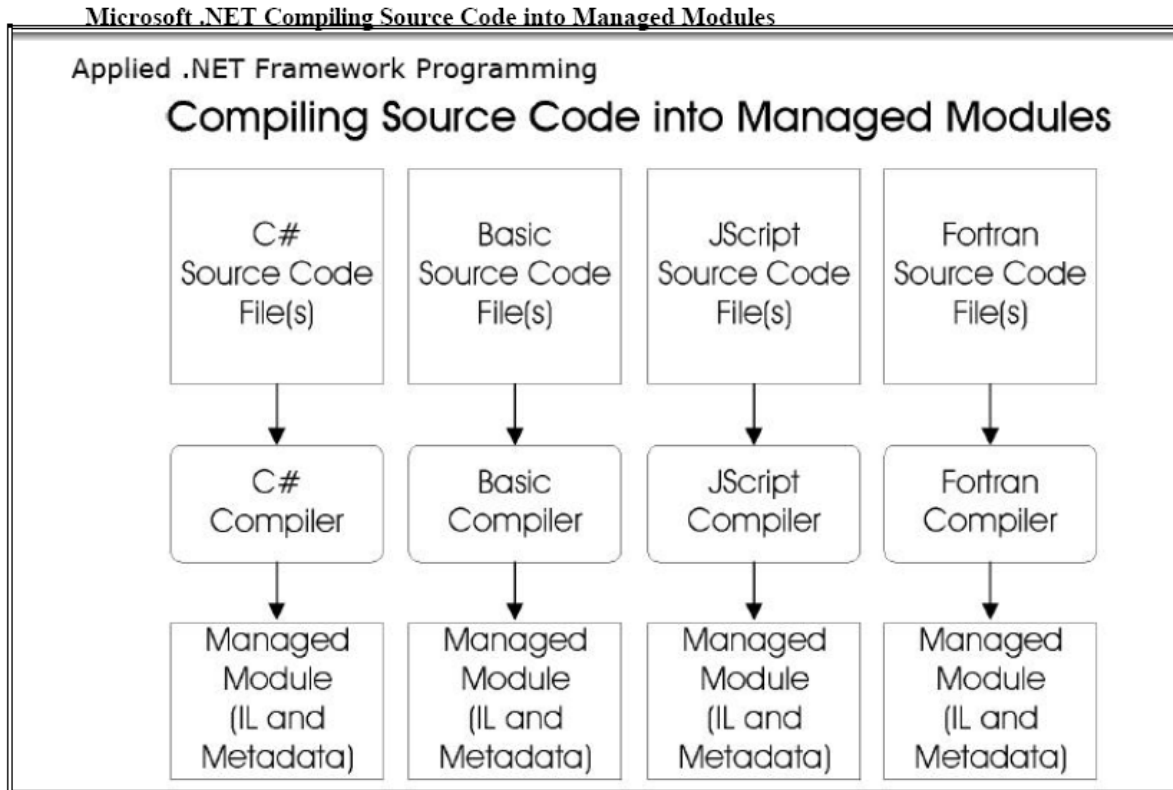 Microsoft .NET Compiling Source Code into Managed Modules
Applied .NET Framework Programming
Compiling Source Code into Managed Modules
C#
Source Code
File(s)
Basic
Source Code
File(s)
JScript
Source Code
File(s)
Fortran
Source Code
File(s)
C#
Compiler
Basic
Compiler
JScript
Compiler
Fortran
Compiler
Managed
Module
(IL and
Metadata)
Managed
Module
(IL and
Metadata)
Managed
Module
(IL and
Metadata)
Managed
Module
(IL and
Metadata)